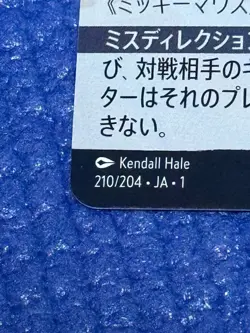 《ミッキーマウス
ミスディレクション
び、対戦相手のキ
ターはそれのプレ
きない。
Kendall Hale
210/204 • JA • 1